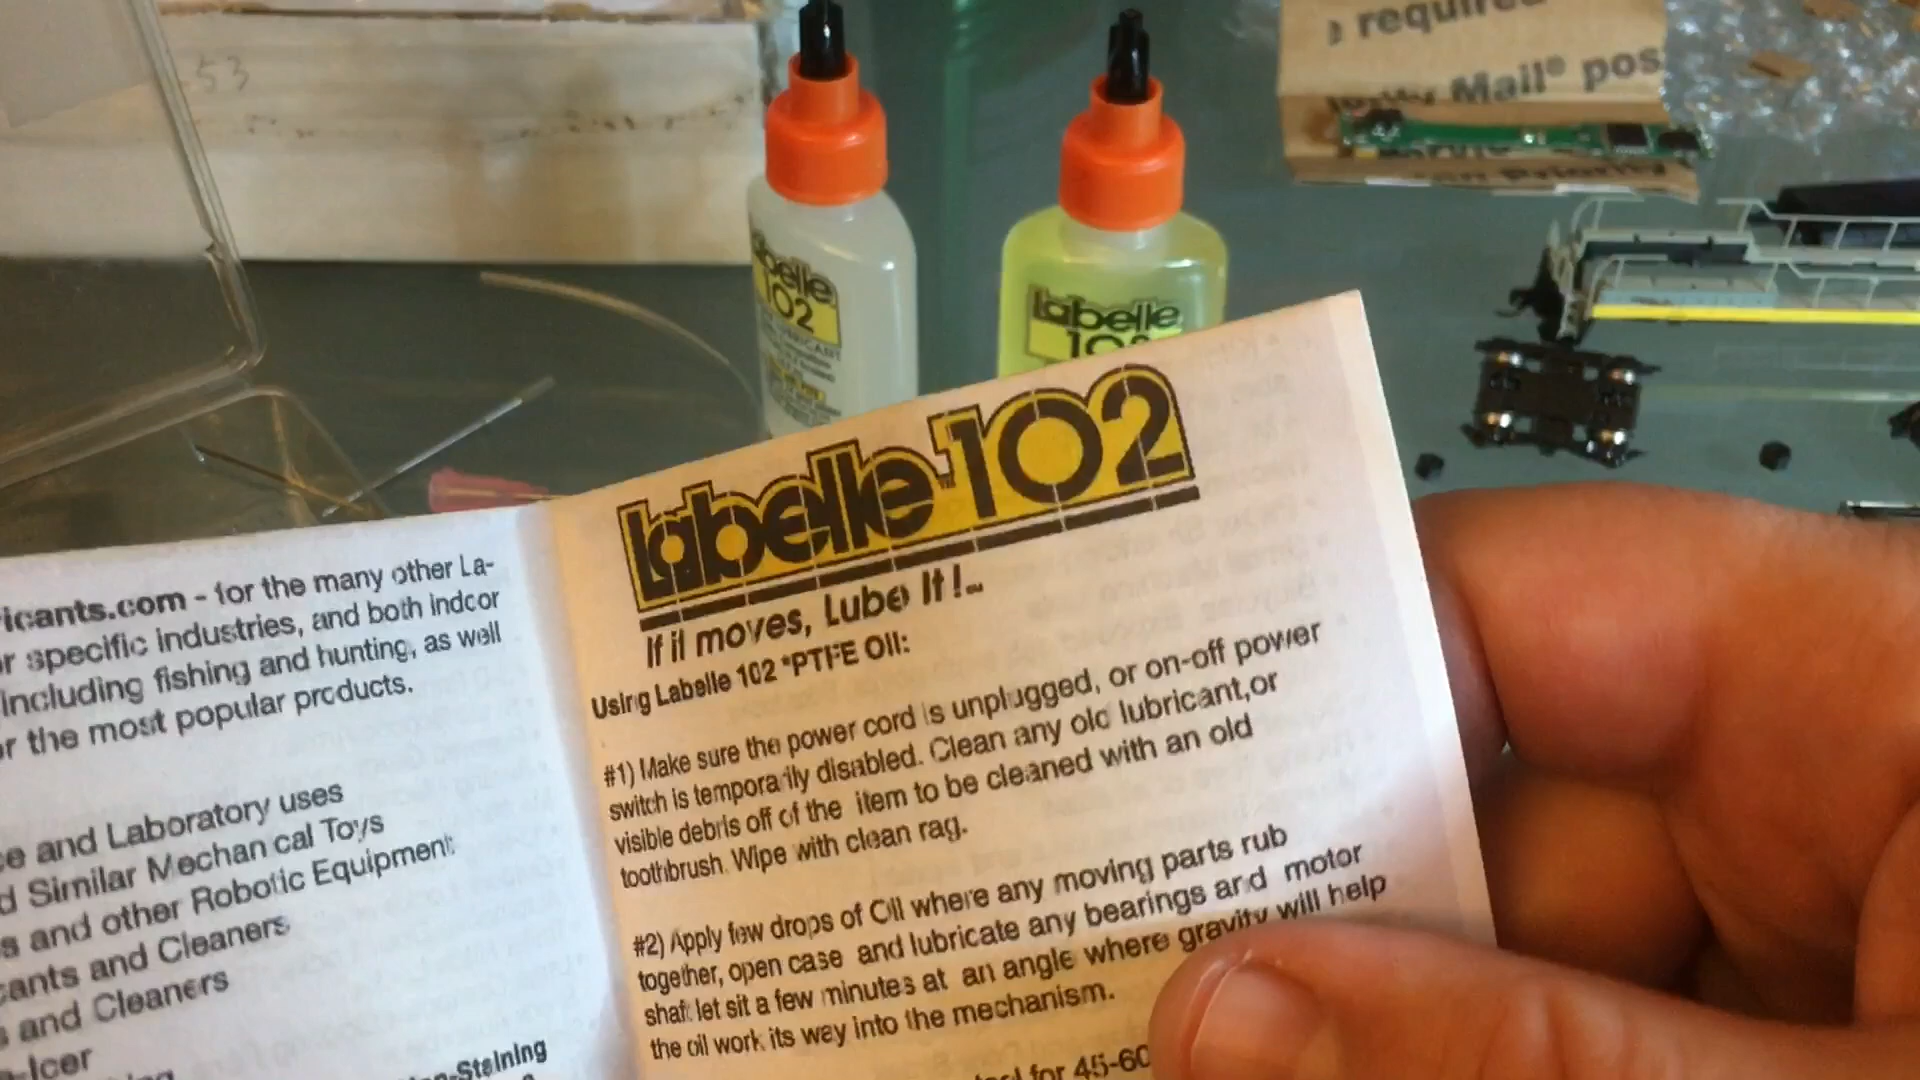 53
e required
Priority Mail® pos
Priority
labelle
102
labelle
icants.com - for the many other La-
r specific industries, and both indoor
including fishing and hunting, as well
r the most popular products.
ce and Laboratory uses
d Similar Mechanical Toys
s and other Robotic Equipment
cants and Cleaners
s and Cleaners
-Icer
-Staining
labelle 102
If it moves, Lube It!
Using Labelle 102 *PTFE Oil:
#1) Make sure the power cord is unplugged, or on-off power
switch is temporarily disabled. Clean any old lubricant,or
visible debris off of the item to be cleaned with an old
toothbrush. Wipe with clean rag.
#2) Apply few drops of Oil where any moving parts rub
together, open case and lubricate any bearings and motor
shaft let sit a few minutes at an angle where gravity will help
the oil work its way into the mechanism.
for 45-60